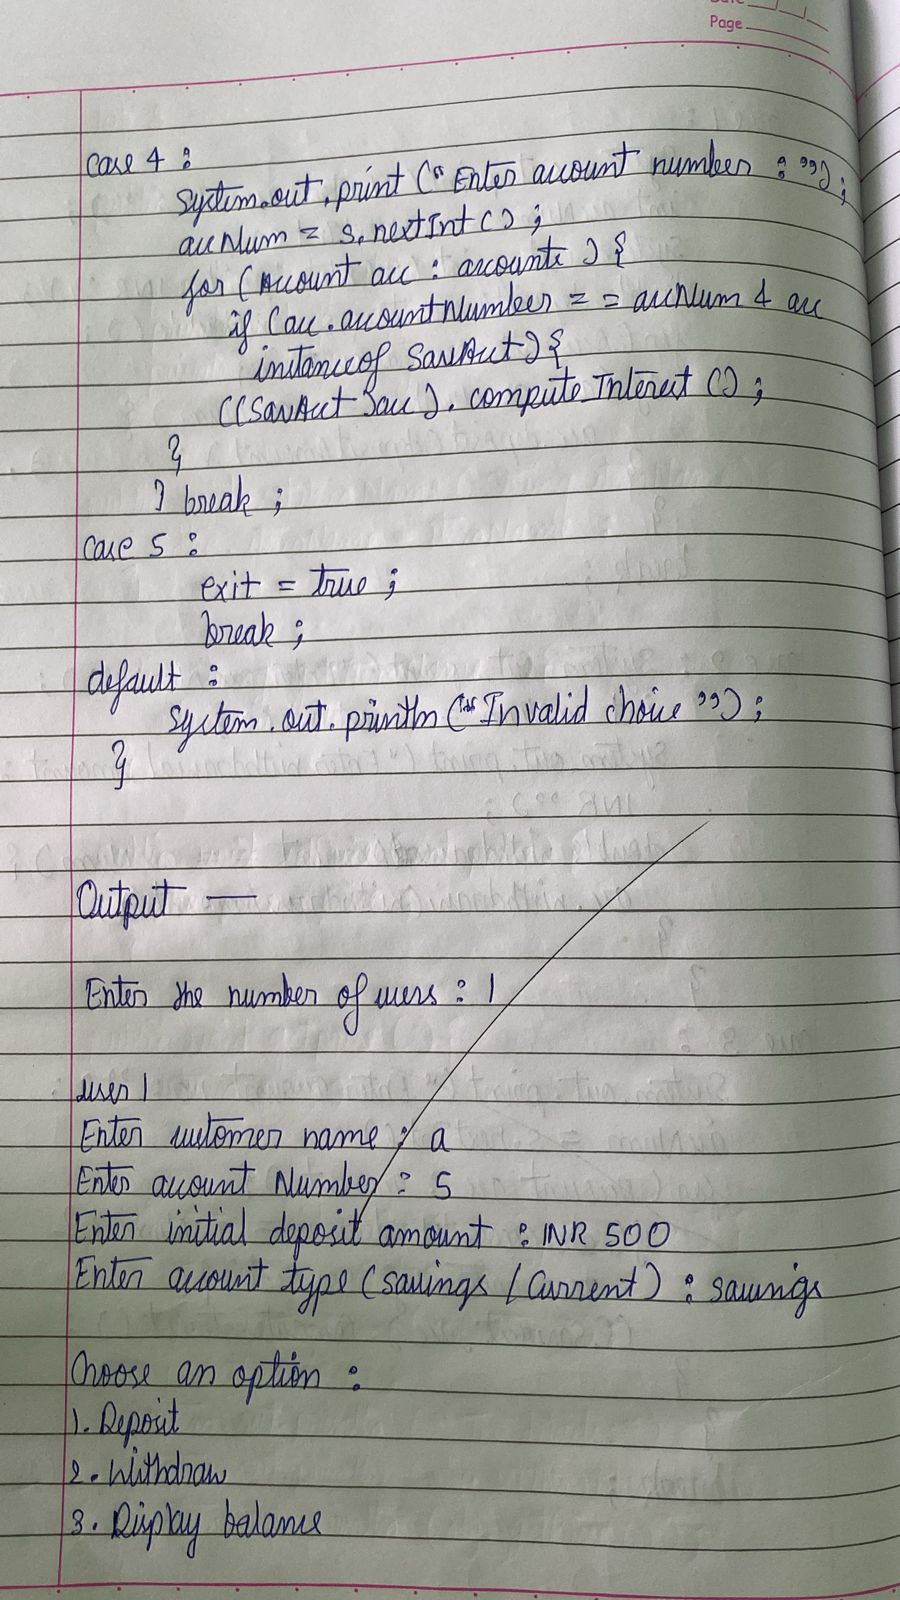 Date
Page
Case 4 :
System.out.print ("Enter account number : ");
accNum = s.nextInt();
for (Account acc : accounts ) {
if (acc.accountNumber == accNum & acc
instanceof SavAcct) {
((SavAcct)acc).compute Interest ();
}
} break ;
Case 5 :
exit = true ;
break ;
default :
System.out.println ("Invalid choice ");
}
Output —
Enter the number of users : 1
user 1
Enter customer name : a
Enter account Number : 5
Enter initial deposit amount : INR 500
Enter account type (savings / Current) : savings
Choose an option :
1. Deposit
2. Withdraw
3. Display balance